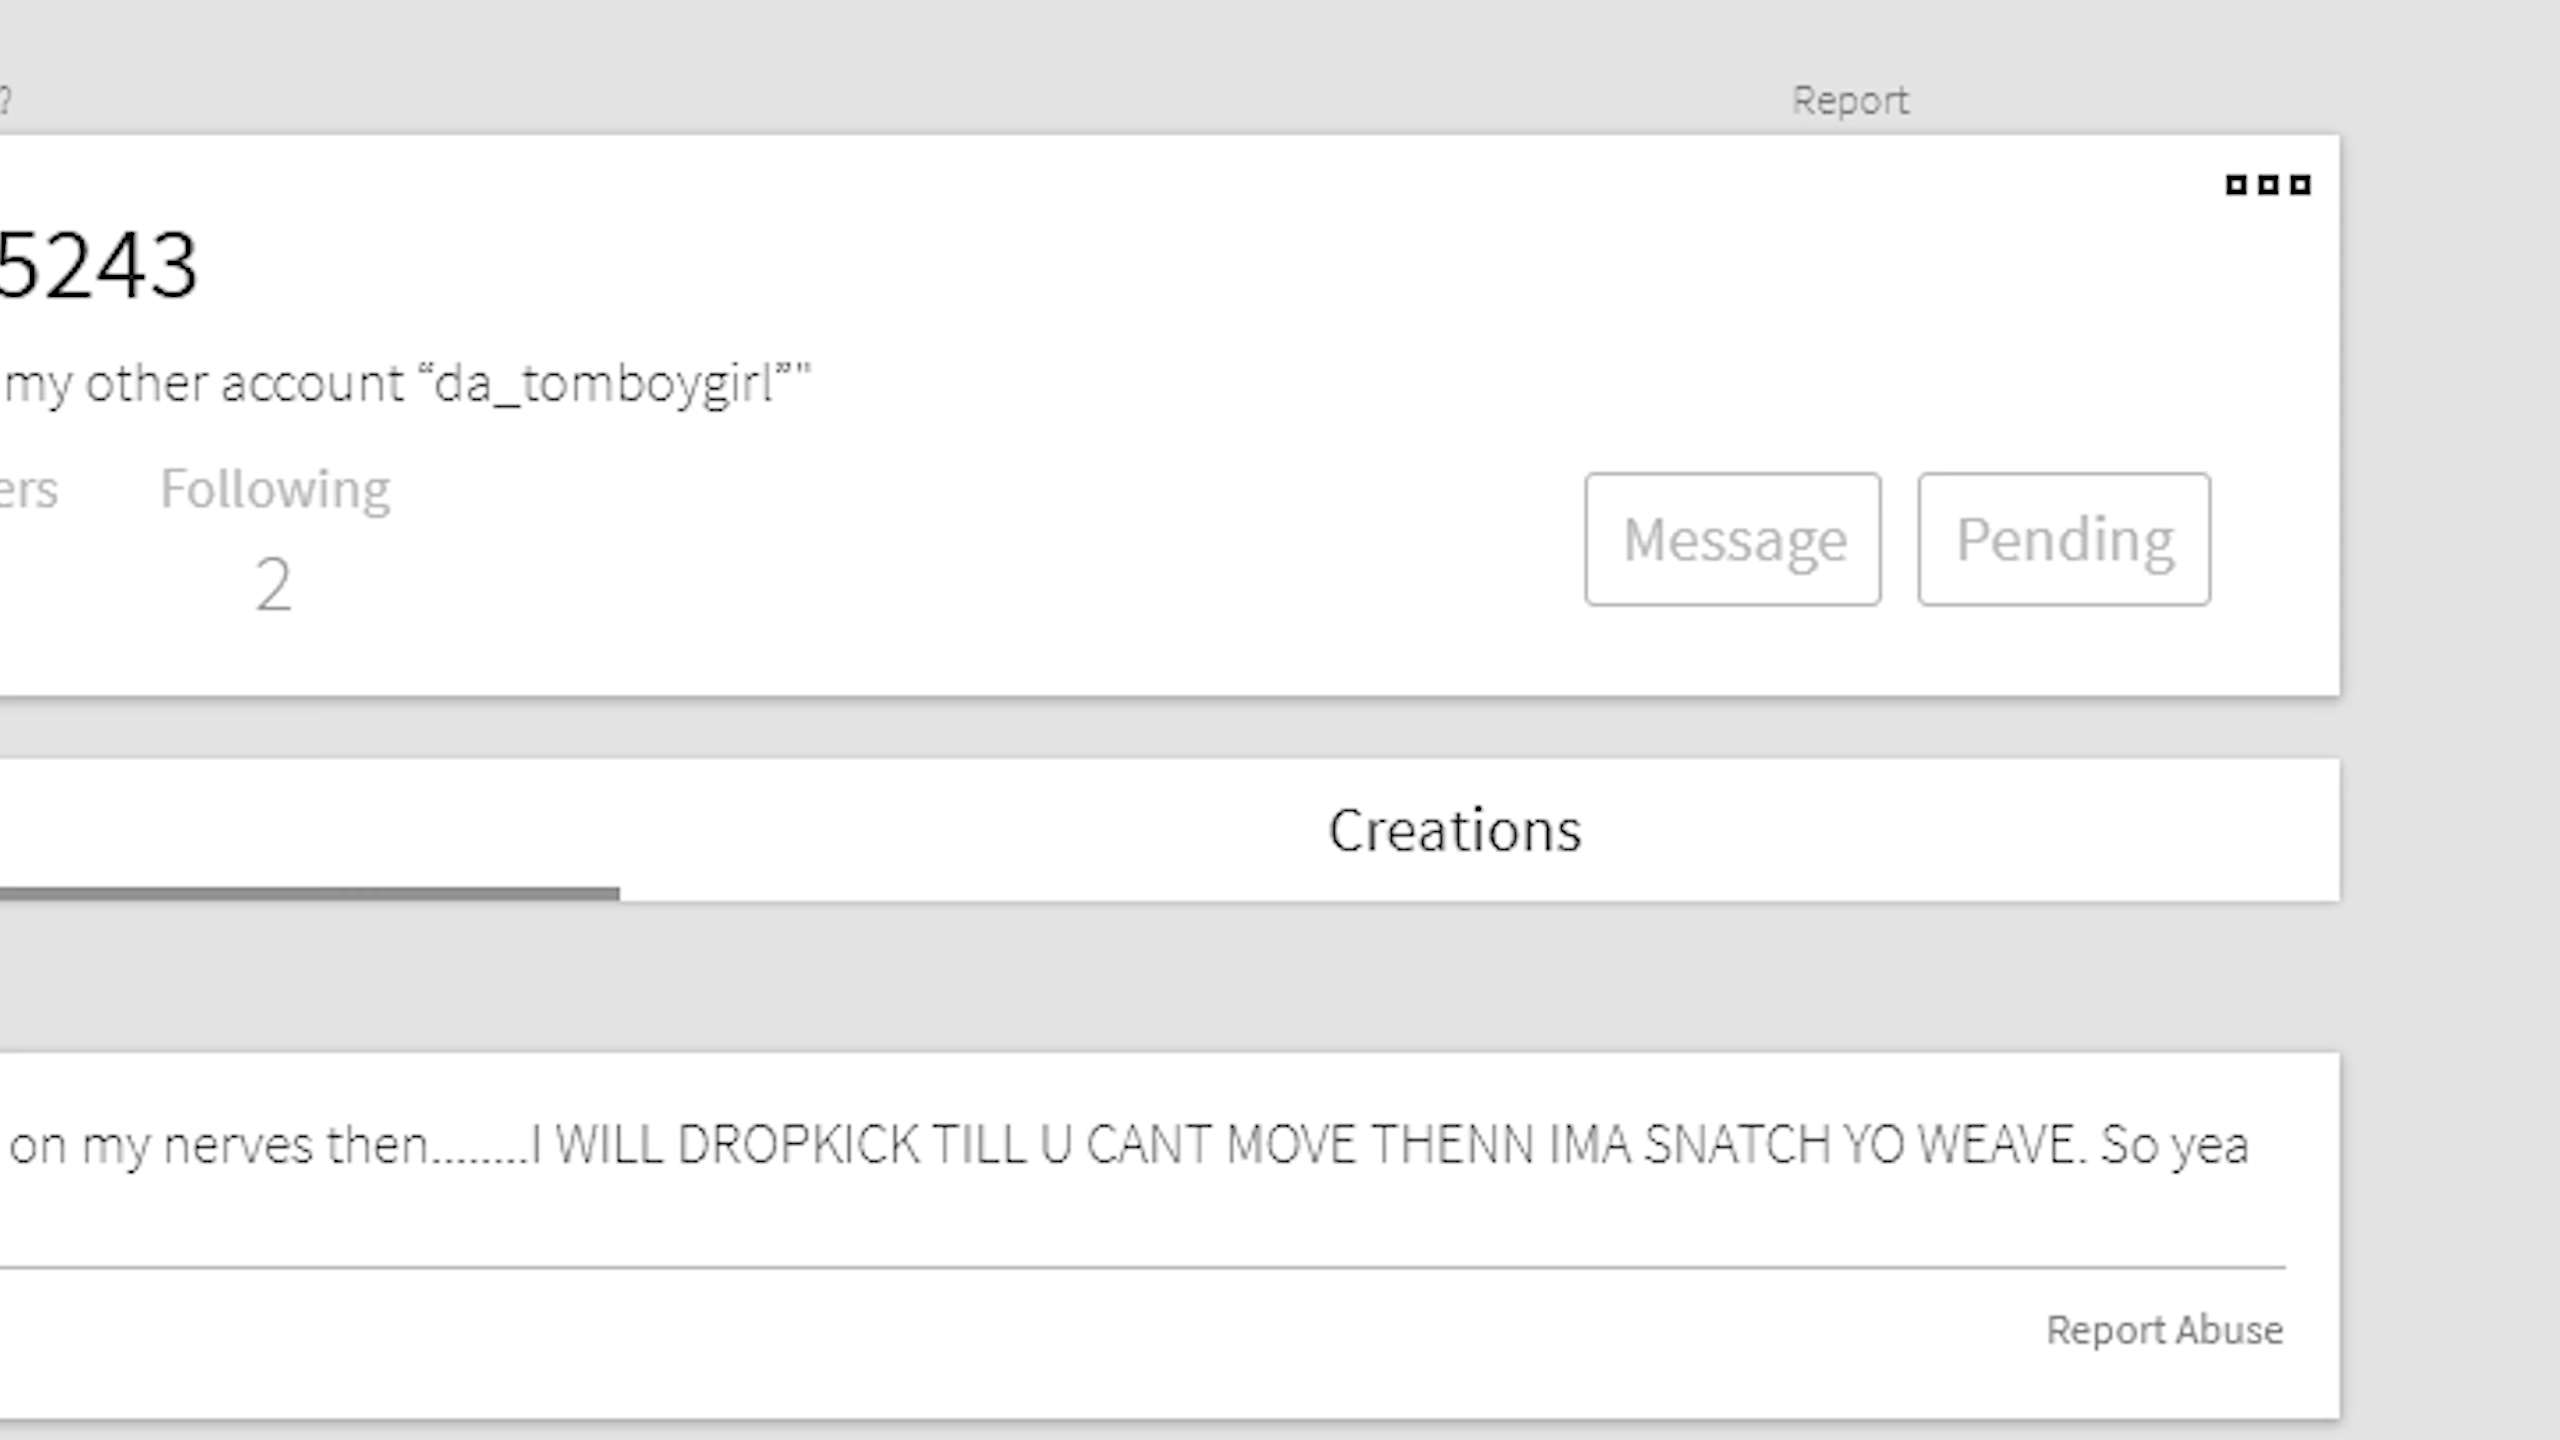 ?
Report
5243
my other account “da_tomboygirl”"
ers Following
2
Message Pending
Creations
on my nerves then........I WILL DROPKICK TILL U CANT MOVE THENN IMA SNATCH YO WEAVE. So yea
Report Abuse